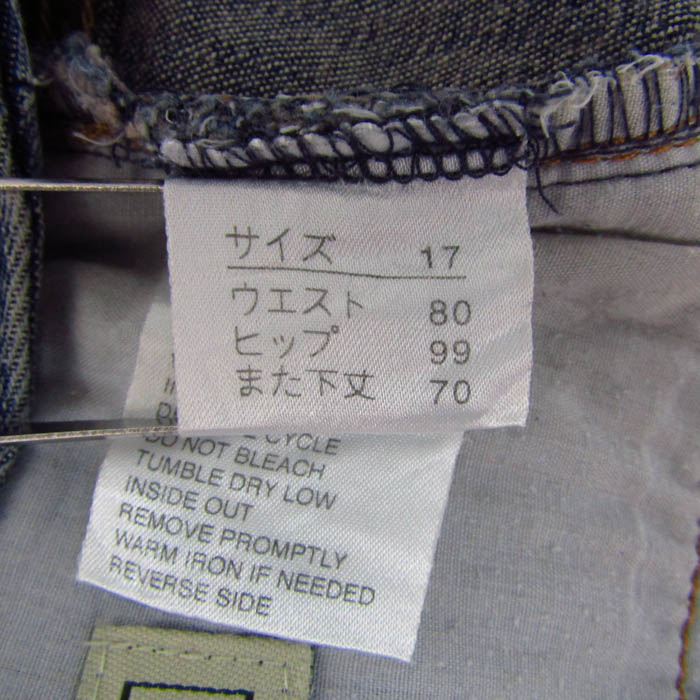 サイズ 17
ウエスト 80
ヒップ 99
また下丈 70
CYCLE
DO NOT BLEACH
TUMBLE DRY LOW
INSIDE OUT
REMOVE PROMPTLY
WARM IRON IF NEEDED
REVERSE SIDE